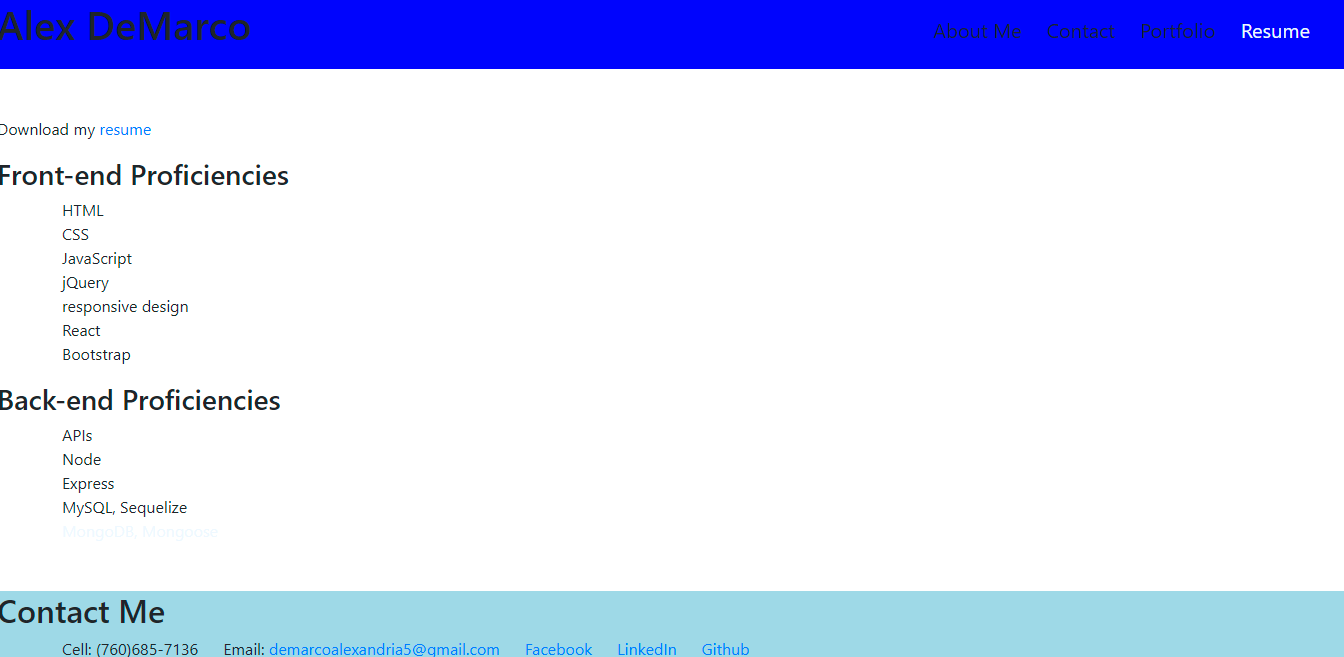 Alex DeMarco
About Me Contact Portfolio Resume
Download my resume
Front-end Proficiencies
HTML
CSS
JavaScript
jQuery
responsive design
React
Bootstrap
Back-end Proficiencies
APIs
Node
Express
MySQL, Sequelize
MangoDB, Mangoose
Contact Me
Cell: (760)685-7136 Email: demarcoalexandria5@gmail.com Facebook LinkedIn Github